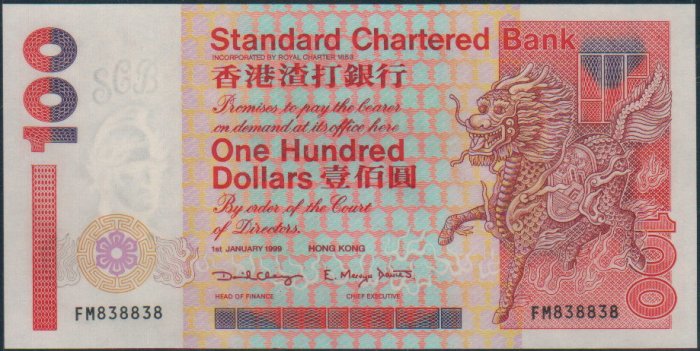 100
SCB
Standard Chartered Bank
INCORPORATED BY ROYAL CHARTER 1853
香港渣打銀行
Promises to pay the bearer
on demand at its office here
One Hundred
Dollars 壹佰圓
By order of the Court
of Directors.
1st JANUARY 1999 HONG KONG
HEAD OF FINANCE CHIEF EXECUTIVE
FM838838
FM838838
100